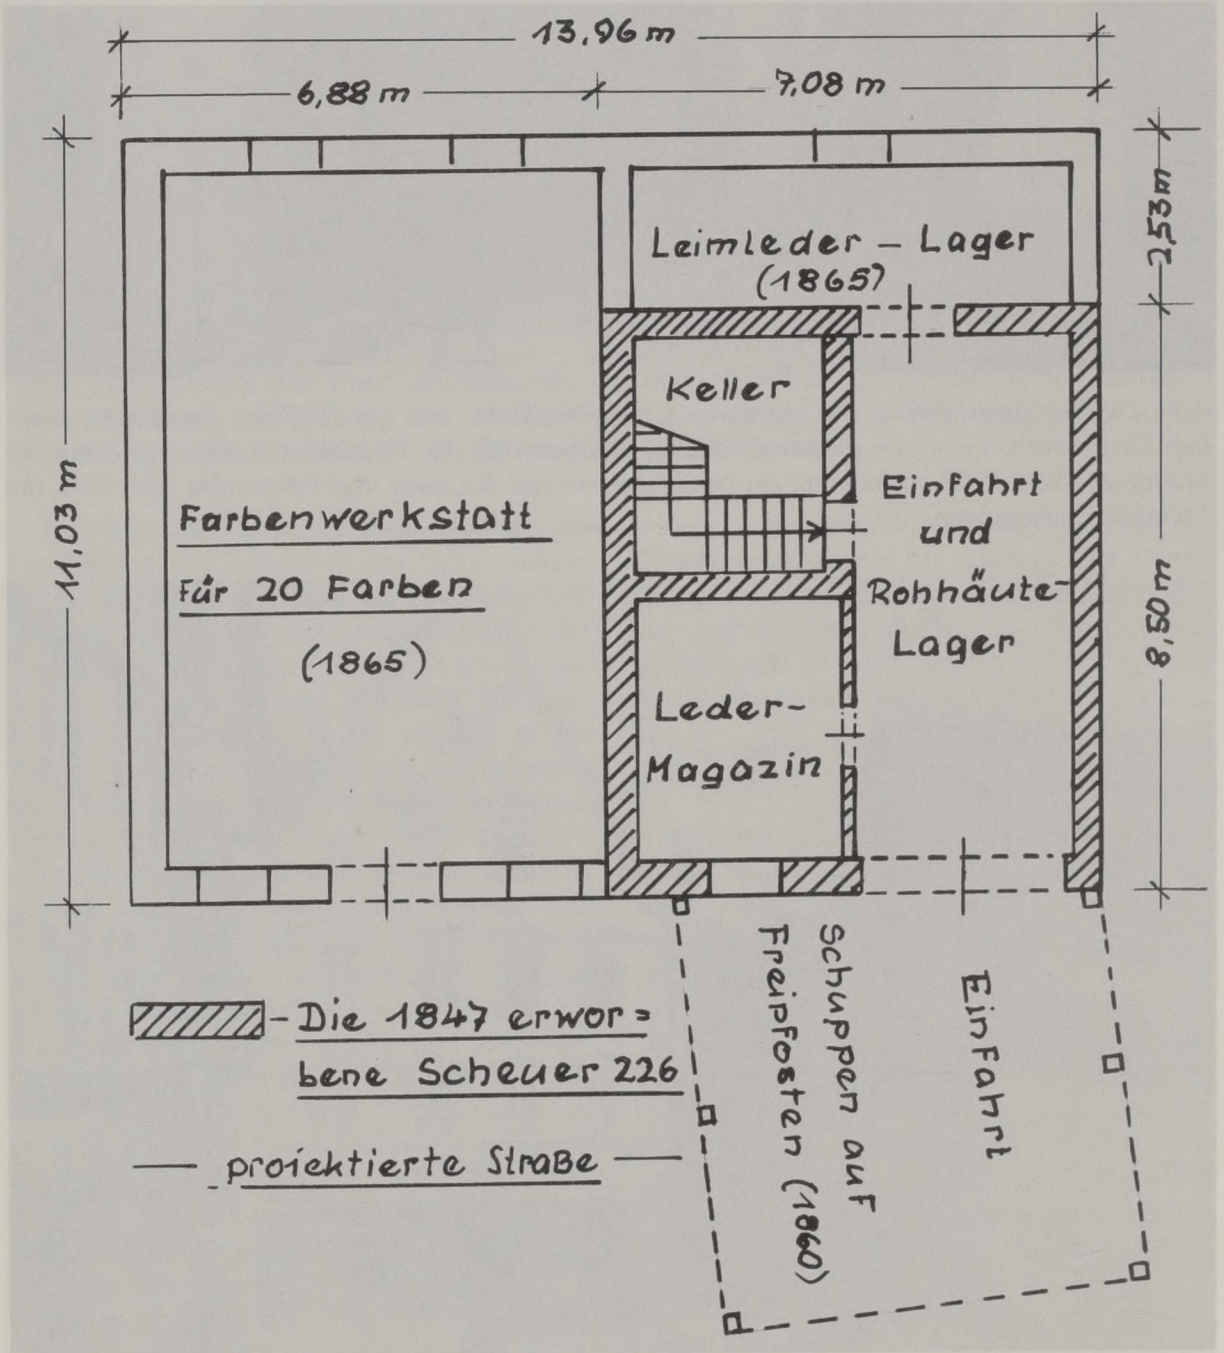 13,96 m
6,88 m
7,08 m
2,53 m
Leimleder - Lager
(1865)
Keller
11,03 m
Farbenwerkstatt
für 20 Farben
(1865)
Einfahrt
und
Rohhäute-
Lager
8,50 m
Leder-
Magazin
Schuppen auf
Freipfosten (1860)
Einfahrt
- Die 1847 erwor=
bene Scheuer 226
projektierte Straße